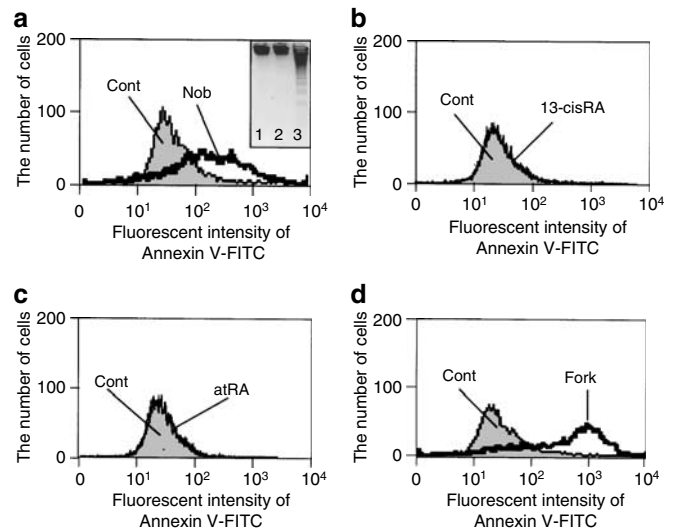 a
200
100
0
The number of cells
Cont
Nob
1 2 3
0 10¹ 10² 10³ 10⁴
Fluorescent intensity of
Annexin V-FITC
b
200
100
0
The number of cells
Cont
13-cisRA
0 10¹ 10² 10³ 10⁴
Fluorescent intensity of
Annexin V-FITC
c
200
100
0
The number of cells
Cont
atRA
0 10¹ 10² 10³ 10⁴
Fluorescent intensity of
Annexin V-FITC
d
200
100
0
The number of cells
Cont
Fork
0 10¹ 10² 10³ 10⁴
Fluorescent intensity of
Annexin V-FITC